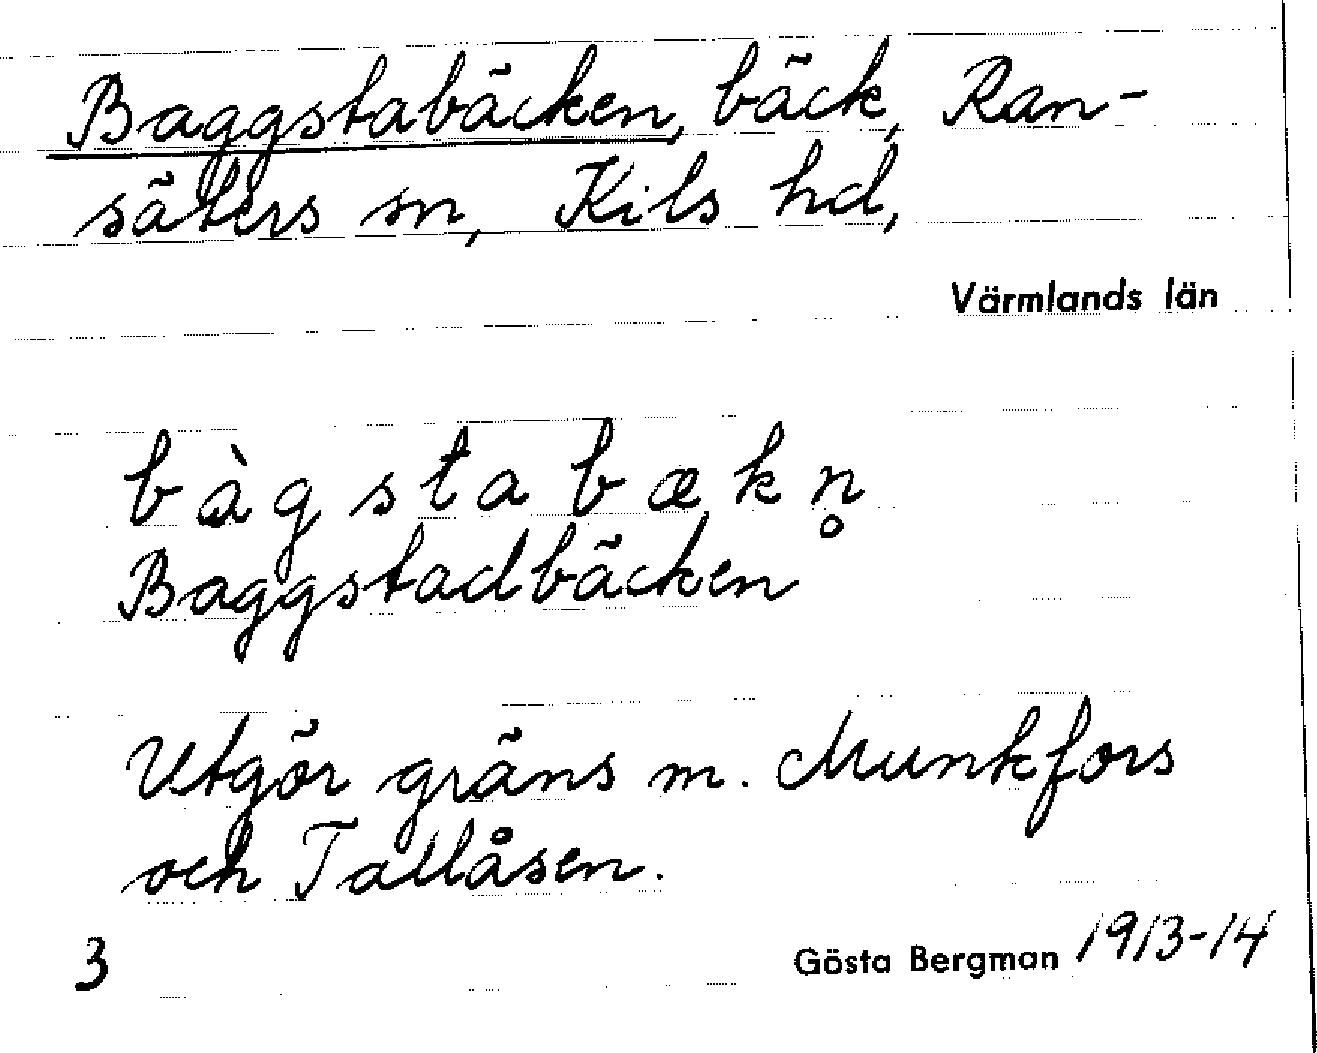 Baggstabäcken, bäck, Ran-
säters sn, Kils hd,
Värmlands län
bàgstabækn̥
Baggstadbäcken
Utgör gräns m. Munkfors
och Tallåsen.
3 Gösta Bergman 1913-14